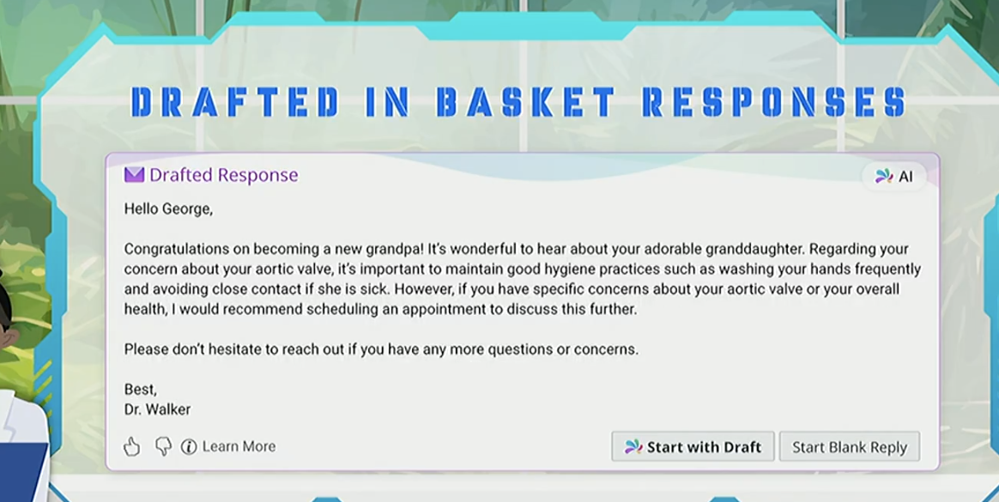 DRAFTED IN BASKET RESPONSES
Drafted Response
AI
Hello George,
Congratulations on becoming a new grandpa! It's wonderful to hear about your adorable granddaughter. Regarding your
concern about your aortic valve, it's important to maintain good hygiene practices such as washing your hands frequently
and avoiding close contact if she is sick. However, if you have specific concerns about your aortic valve or your overall
health, I would recommend scheduling an appointment to discuss this further.
Please don't hesitate to reach out if you have any more questions or concerns.
Best,
Dr. Walker
Learn More
Start with Draft
Start Blank Reply